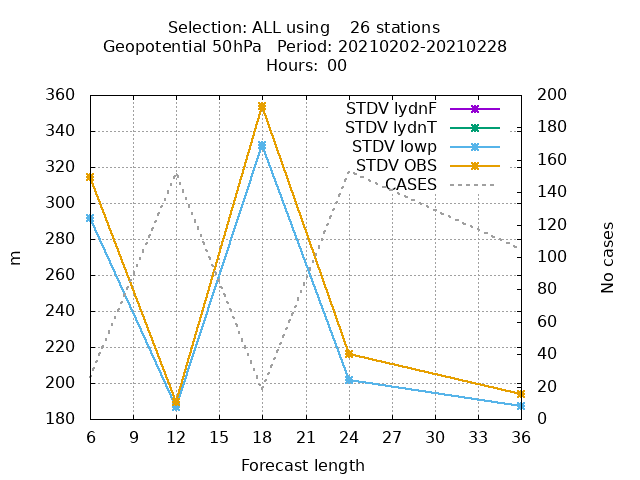 Selection: ALL using 26 stations
Geopotential 50hPa Period: 20210202-20210228
Hours: 00
STDV lydnF
STDV lydnT
STDV lowp
STDV OBS
CASES
360
340
320
300
280
260
240
220
200
180
200
180
160
140
120
100
80
60
40
20
0
m
No cases
6 9 12 15 18 21 24 27 30 33 36
Forecast length